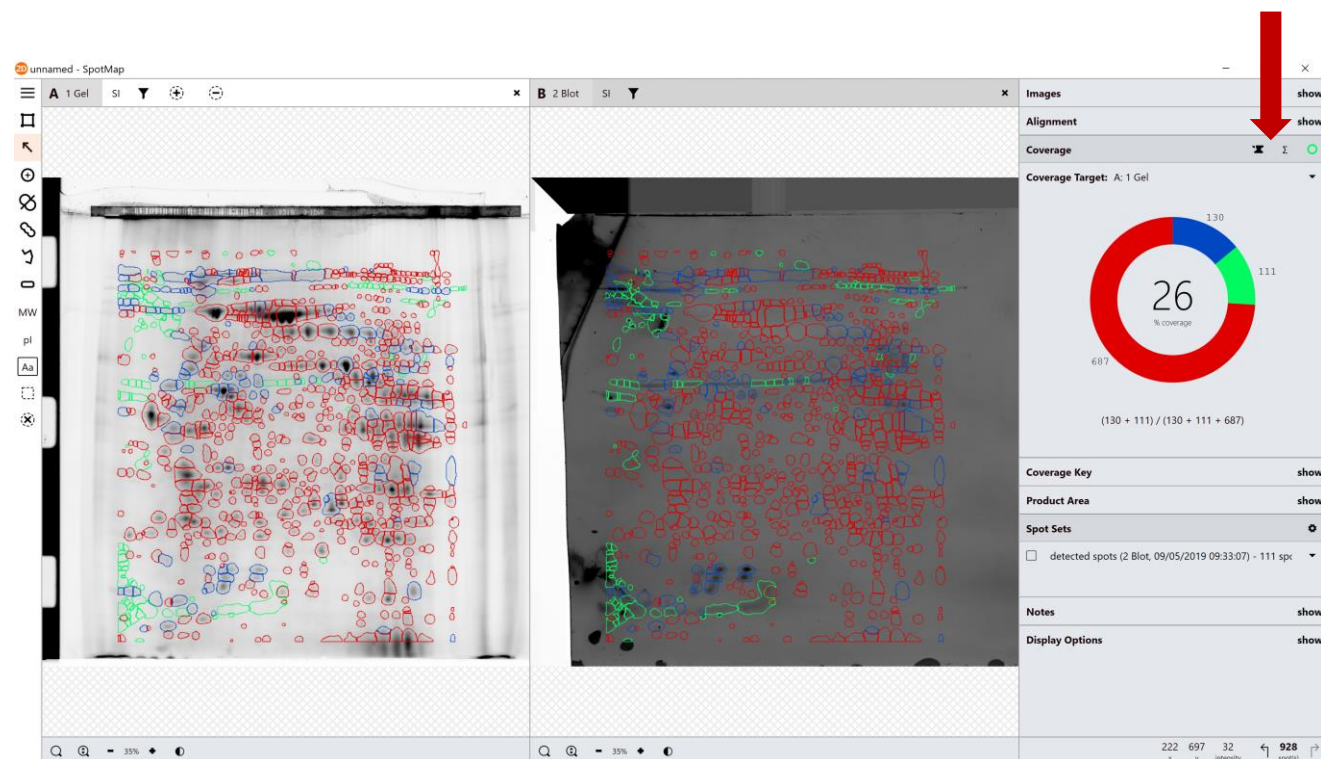 2D unnamed - SpotMap
A 1 Gel SI
B 2 Blot SI
Images show
Alignment show
Coverage Σ
Coverage Target: A: 1 Gel
130
111
26
% coverage
687
(130 + 111) / (130 + 111 + 687)
MW
pI
Aa
Coverage Key show
Product Area show
Spot Sets
detected spots (2 Blot, 09/05/2019 09:33:07) - 111 spo
Notes show
Display Options show
35%
35%
222 697 32 928
x y intensity spot(s)